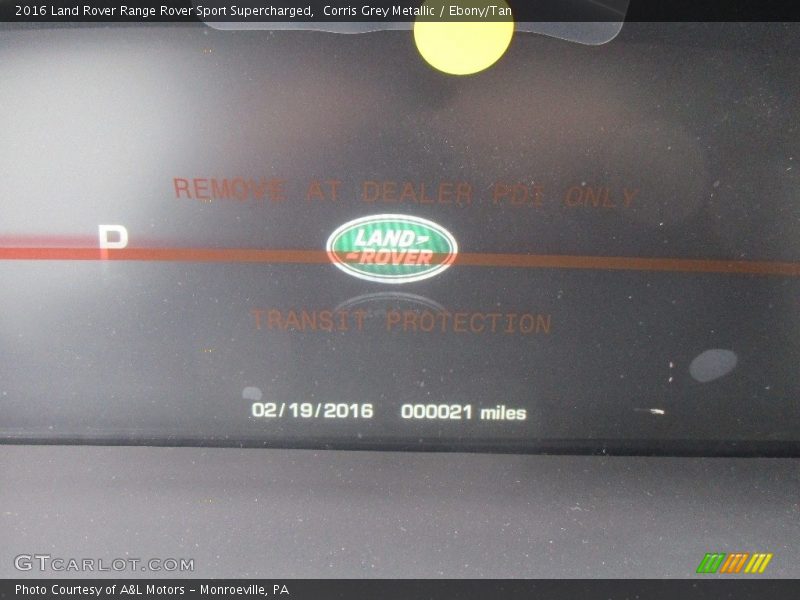 2016 Land Rover Range Rover Sport Supercharged,  Corris Grey Metallic / Ebony/Tan
REMOVE AT DEALER PDI ONLY
P
LAND
ROVER
TRANSIT PROTECTION
02/19/2016 000021 miles
GTCARLOT.COM
Photo Courtesy of A&L Motors – Monroeville, PA